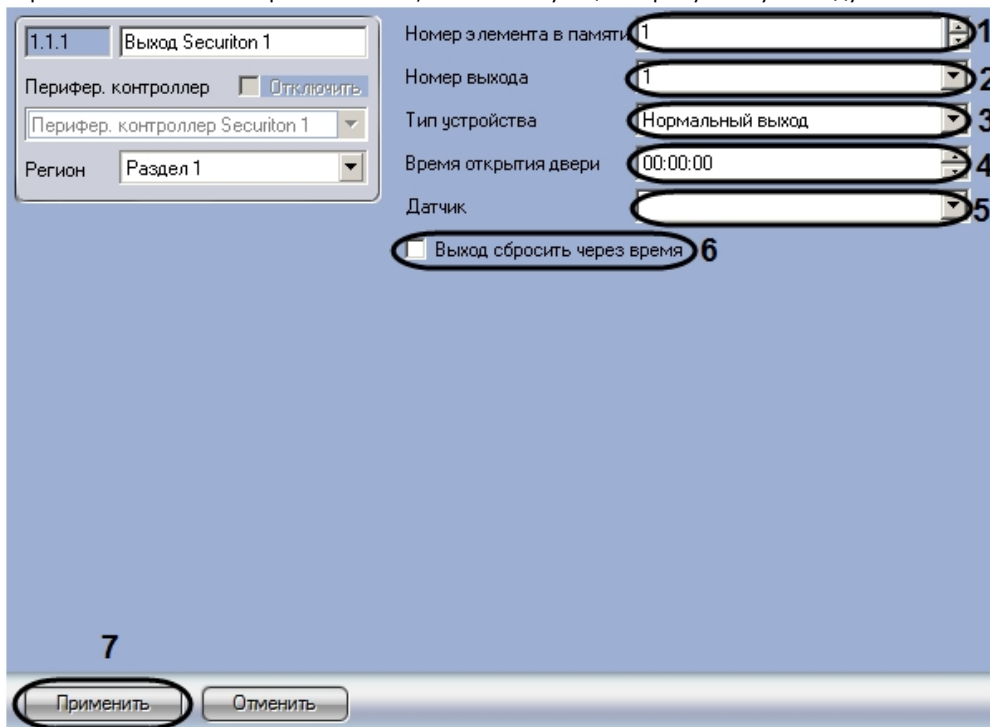 1.1.1 Выход Securiton 1
Перифер. контроллер Отключить
Перифер. контроллер Securiton 1
Регион Раздел 1
Номер элемента в памяти 1 1
Номер выхода 1 2
Тип устройства Нормальный выход 3
Время открытия двери 00:00:00 4
Датчик 5
Выход сбросить через время 6
7
Применить Отменить